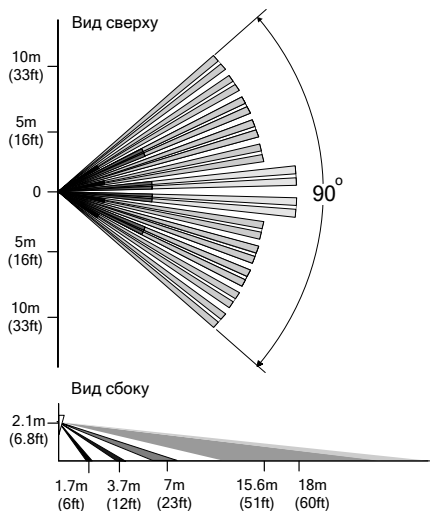 Вид сверху
10m
(33ft)
5m
(16ft)
0
90°
5m
(16ft)
10m
(33ft)
Вид сбоку
2.1m
(6.8ft)
1.7m 3.7m 7m 15.6m 18m
(6ft) (12ft) (23ft) (51ft) (60ft)